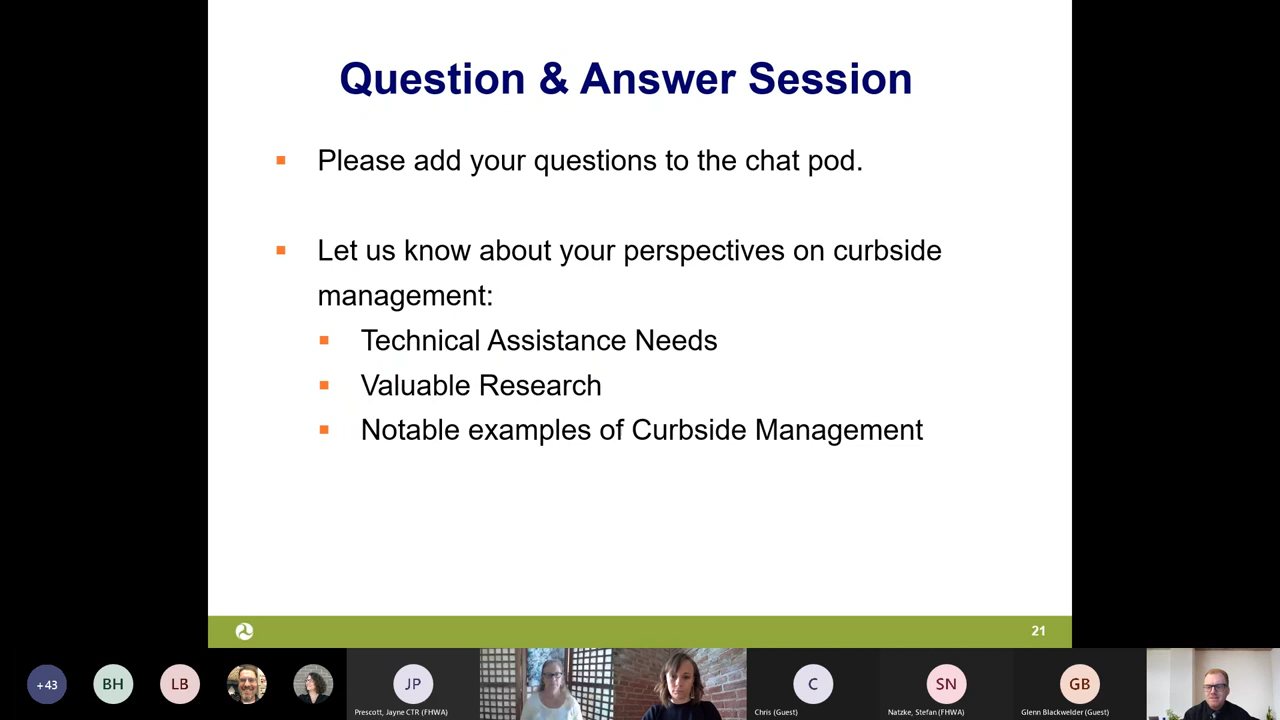 Question & Answer Session
Please add your questions to the chat pod.
Let us know about your perspectives on curbside
management:
Technical Assistance Needs
Valuable Research
Notable examples of Curbside Management
21
+43
BH
LB
JP
Prescott, Jayne CTR (FHWA)
C
Chris (Guest)
SN
Natzke, Stefan (FHWA)
GB
Glenn Blackwelder (Guest)